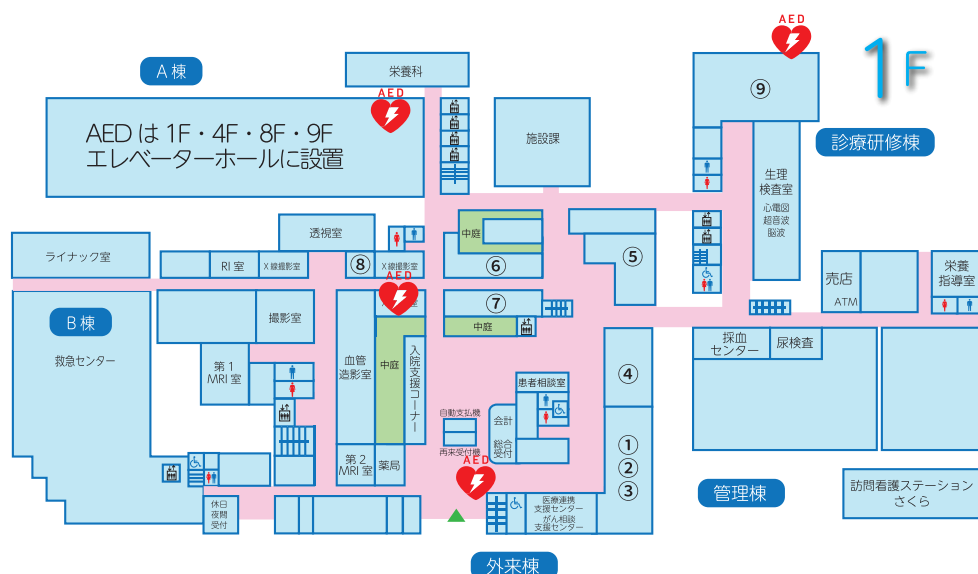 AED
1F
A棟
栄養科
AED
⑨
AEDは1F・4F・8F・9F
エレベーターホールに設置
施設課
診療研修棟
生理
検査室
心電図
超音波
脳波
透視室
中庭
ライナック室
RI室
X線撮影室
⑧
X線撮影室
⑥
⑤
売店
ATM
栄養
指導室
AED
B棟
救急センター
撮影室
⑦
中庭
採血
センター
尿検査
第1
MRI室
血管
造影室
中庭
入院支援コーナー
患者相談室
④
自動支払機
再来受付機
会計
総合
受付
①
②
③
第2
MRI室
薬局
AED
休日
夜間
受付
医療連携
支援センター
がん相談
支援センター
管理棟
訪問看護ステーション
さくら
外来棟